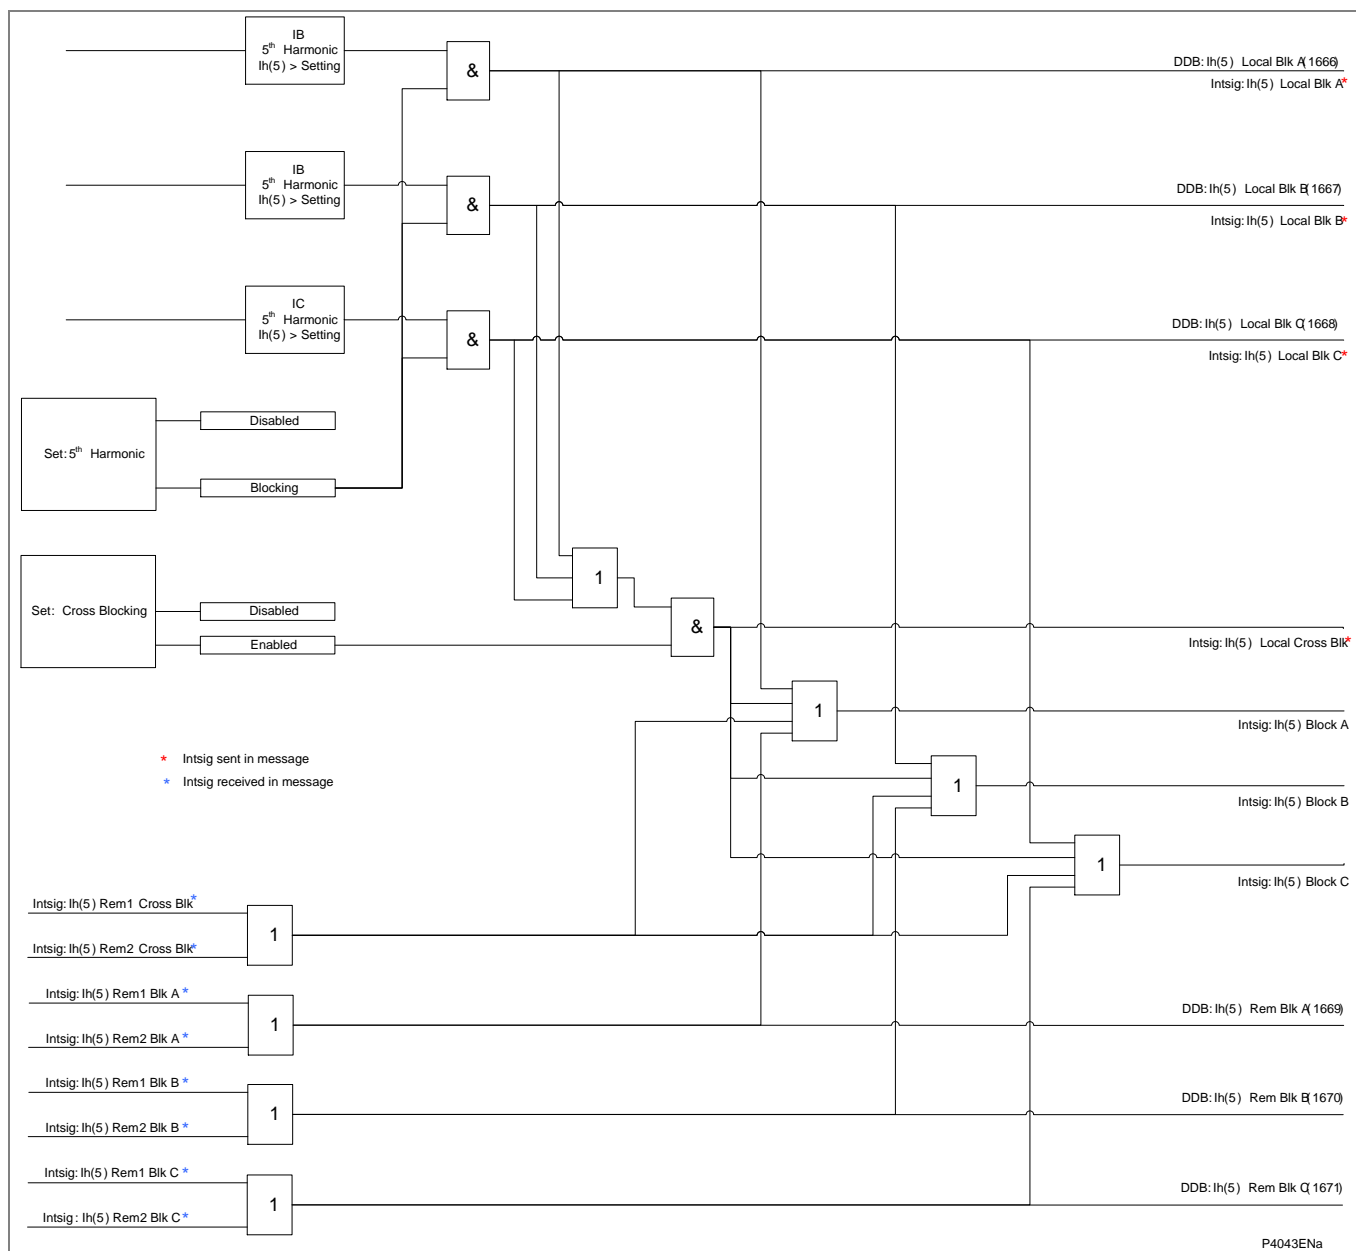 IB
5th Harmonic
Ih(5) > Setting
&
DDB: Ih(5) Local Blk A(1666)
Intsig: Ih(5) Local Blk A*
IB
5th Harmonic
Ih(5) > Setting
&
DDB: Ih(5) Local Blk B(1667)
Intsig: Ih(5) Local Blk B*
IC
5th Harmonic
Ih(5) > Setting
&
DDB: Ih(5) Local Blk C(1668)
Intsig: Ih(5) Local Blk C*
Set: 5th Harmonic
Disabled
Blocking
1
Set: Cross Blocking
Disabled
Enabled
&
Intsig: Ih(5) Local Cross Blk*
1
Intsig: Ih(5) Block A
* Intsig sent in message
* Intsig received in message
1
Intsig: Ih(5) Block B
1
Intsig: Ih(5) Block C
Intsig: Ih(5) Rem1 Cross Blk*
1
Intsig: Ih(5) Rem2 Cross Blk*
Intsig: Ih(5) Rem1 Blk A *
1
Intsig: Ih(5) Rem2 Blk A *
DDB: Ih(5) Rem Blk A(1669)
Intsig: Ih(5) Rem1 Blk B *
1
Intsig: Ih(5) Rem2 Blk B *
DDB: Ih(5) Rem Blk B(1670)
Intsig: Ih(5) Rem1 Blk C *
1
Intsig: Ih(5) Rem2 Blk C *
DDB: Ih(5) Rem Blk C(1671)
P4043ENa